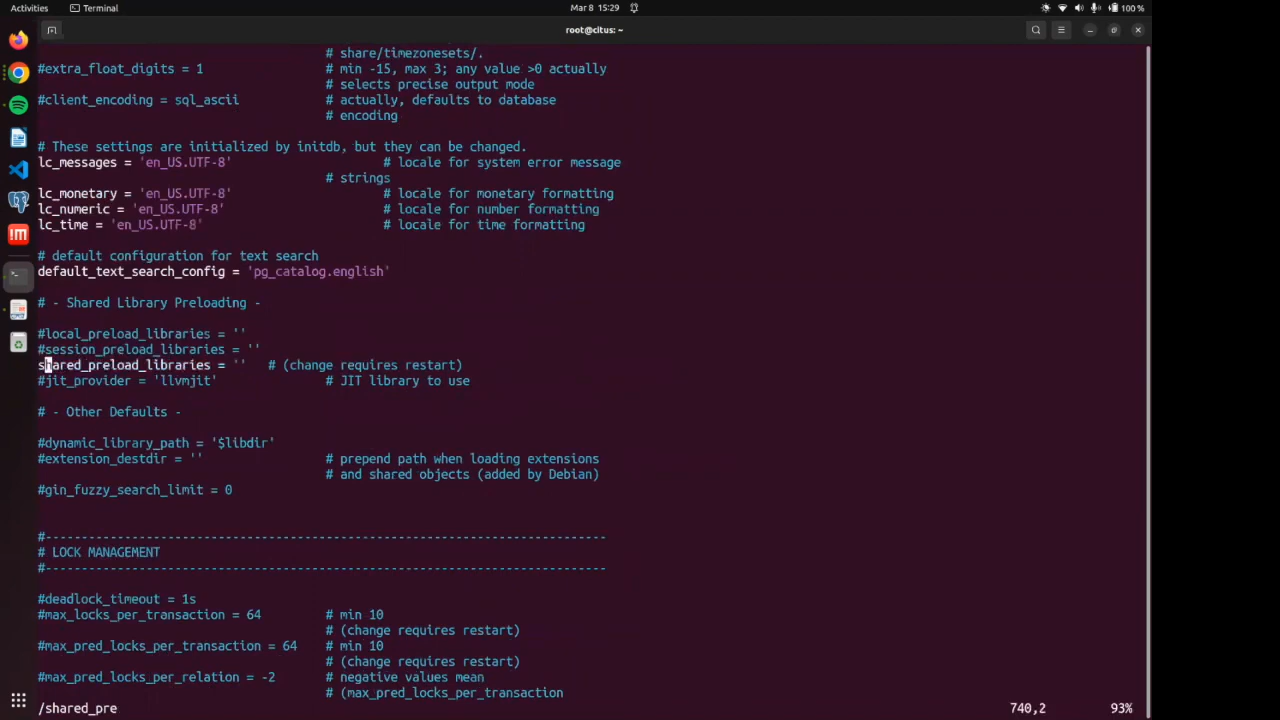 Activities Terminal Mar 8 15:29 100 %
root@citus: ~
# share/timezonesets/.
#extra_float_digits = 1 # min -15, max 3; any value >0 actually
# selects precise output mode
#client_encoding = sql_ascii # actually, defaults to database
# encoding
# These settings are initialized by initdb, but they can be changed.
lc_messages = 'en_US.UTF-8' # locale for system error message
# strings
lc_monetary = 'en_US.UTF-8' # locale for monetary formatting
lc_numeric = 'en_US.UTF-8' # locale for number formatting
lc_time = 'en_US.UTF-8' # locale for time formatting
# default configuration for text search
default_text_search_config = 'pg_catalog.english'
# - Shared Library Preloading -
#local_preload_libraries = ''
#session_preload_libraries = ''
shared_preload_libraries = '' # (change requires restart)
#jit_provider = 'llvmjit' # JIT library to use
# - Other Defaults -
#dynamic_library_path = '$libdir'
#extension_destdir = '' # prepend path when loading extensions
# and shared objects (added by Debian)
#gin_fuzzy_search_limit = 0
#------------------------------------------------------------------------------
# LOCK MANAGEMENT
#------------------------------------------------------------------------------
#deadlock_timeout = 1s
#max_locks_per_transaction = 64 # min 10
# (change requires restart)
#max_pred_locks_per_transaction = 64 # min 10
# (change requires restart)
#max_pred_locks_per_relation = -2 # negative values mean
# (max_pred_locks_per_transaction
/shared_pre 740,2 93%